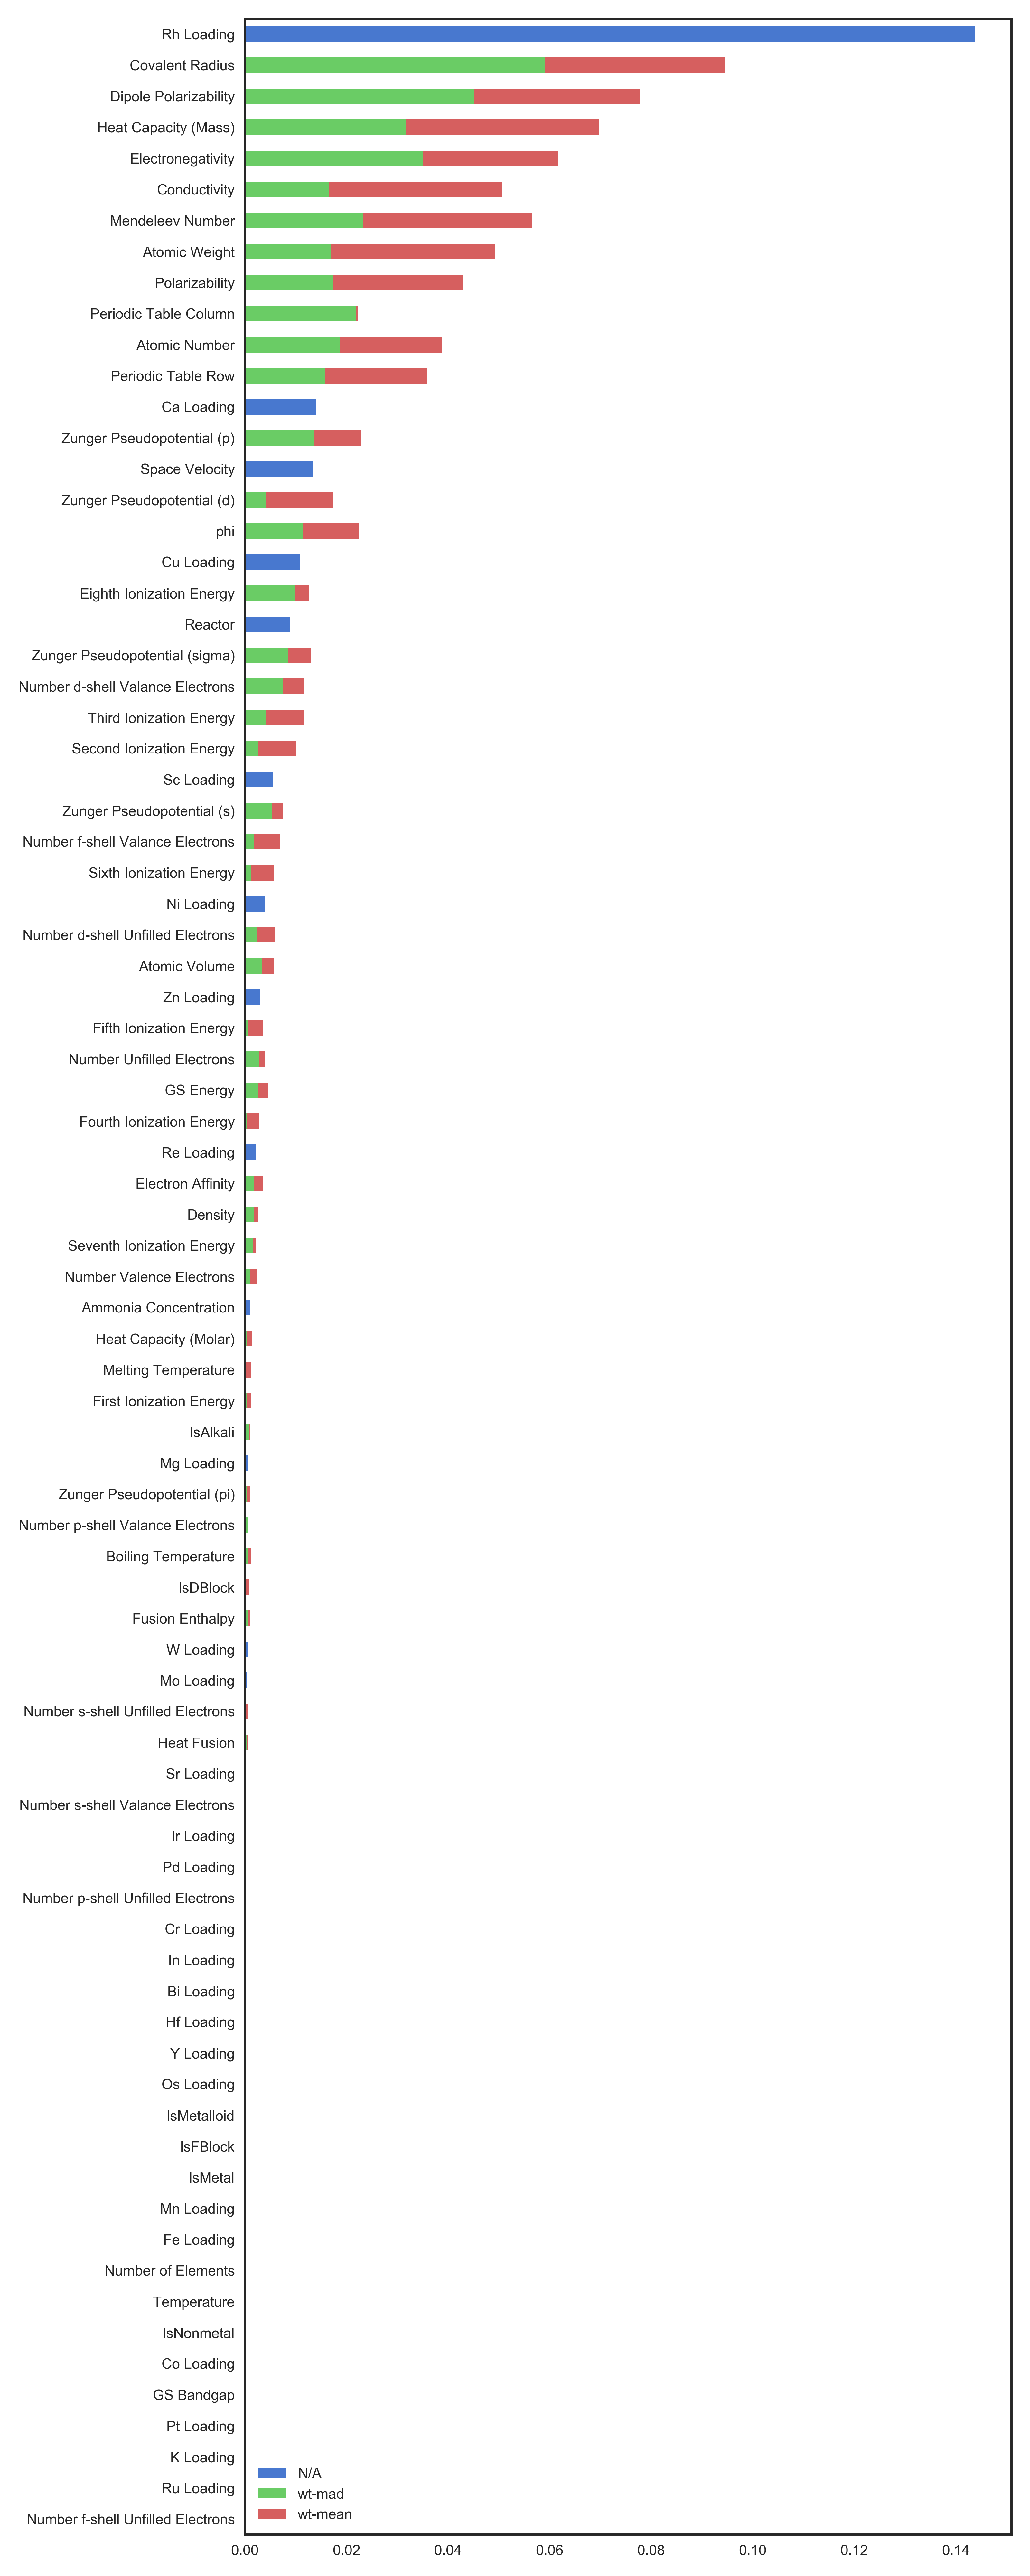 Rh Loading
Covalent Radius
Dipole Polarizability
Heat Capacity (Mass)
Electronegativity
Conductivity
Mendeleev Number
Atomic Weight
Polarizability
Periodic Table Column
Atomic Number
Periodic Table Row
Ca Loading
Zunger Pseudopotential (p)
Space Velocity
Zunger Pseudopotential (d)
phi
Cu Loading
Eighth Ionization Energy
Reactor
Zunger Pseudopotential (sigma)
Number d-shell Valance Electrons
Third Ionization Energy
Second Ionization Energy
Sc Loading
Zunger Pseudopotential (s)
Number f-shell Valance Electrons
Sixth Ionization Energy
Ni Loading
Number d-shell Unfilled Electrons
Atomic Volume
Zn Loading
Fifth Ionization Energy
Number Unfilled Electrons
GS Energy
Fourth Ionization Energy
Re Loading
Electron Affinity
Density
Seventh Ionization Energy
Number Valence Electrons
Ammonia Concentration
Heat Capacity (Molar)
Melting Temperature
First Ionization Energy
IsAlkali
Mg Loading
Zunger Pseudopotential (pi)
Number p-shell Valance Electrons
Boiling Temperature
IsDBlock
Fusion Enthalpy
W Loading
Mo Loading
Number s-shell Unfilled Electrons
Heat Fusion
Sr Loading
Number s-shell Valance Electrons
Ir Loading
Pd Loading
Number p-shell Unfilled Electrons
Cr Loading
In Loading
Bi Loading
Hf Loading
Y Loading
Os Loading
IsMetalloid
IsFBlock
IsMetal
Mn Loading
Fe Loading
Number of Elements
Temperature
IsNonmetal
Co Loading
GS Bandgap
Pt Loading
K Loading
Ru Loading
Number f-shell Unfilled Electrons
N/A
wt-mad
wt-mean
0.00 0.02 0.04 0.06 0.08 0.10 0.12 0.14